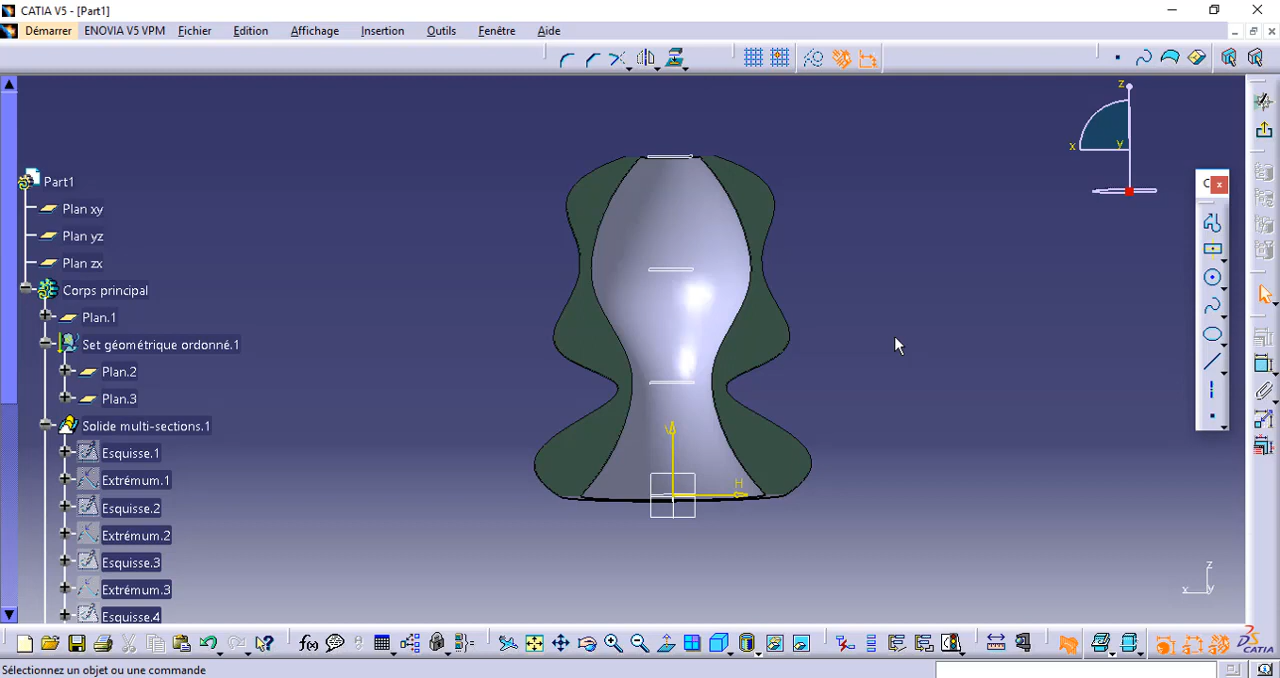 CATIA V5 - [Part1]
Démarrer ENOVIA V5 VPM Fichier Edition Affichage Insertion Outils Fenêtre Aide
z
x
y
Part1
Plan xy
Plan yz
Plan zx
Corps principal
Plan.1
Set géométrique ordonné.1
Plan.2
Plan.3
Solide multi-sections.1
Esquisse.1
Extrémum.1
Esquisse.2
Extrémum.2
Esquisse.3
Extrémum.3
Esquisse.4
C
x
V
H
z
x
y
f(x)
CATIA
Sélectionnez un objet ou une commande